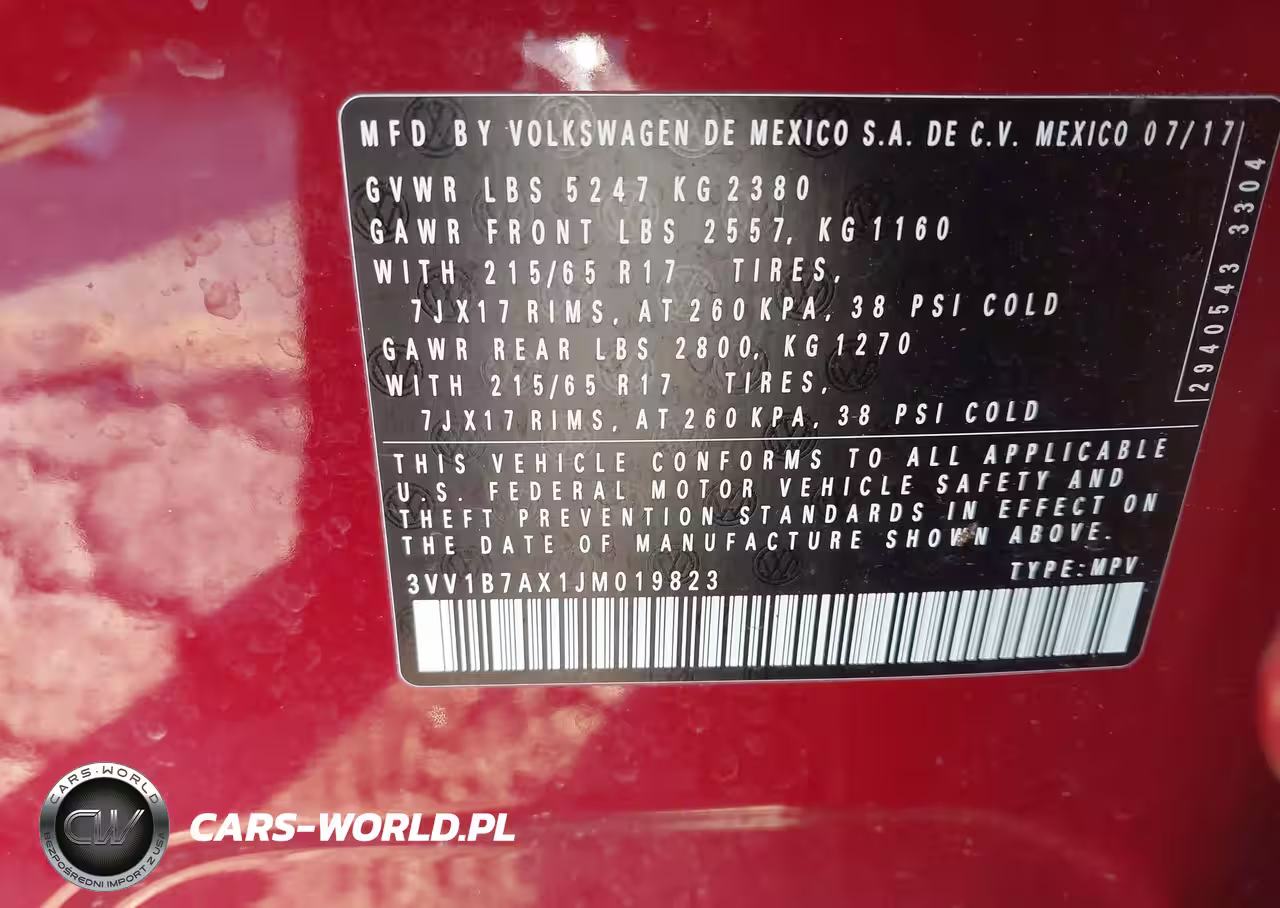 MFD BY VOLKSWAGEN DE MEXICO S.A. DE C.V. MEXICO 07/17
GVWR LBS 5247 KG 2380
GAWR FRONT LBS 2557, KG 1160
WITH 215/65 R17 TIRES,
7JX17 RIMS, AT 260 KPA, 38 PSI COLD
GAWR REAR LBS 2800, KG 1270
WITH 215/65 R17 TIRES,
7JX17 RIMS, AT 260 KPA, 38 PSI COLD
2940543 3304
THIS VEHICLE CONFORMS TO ALL APPLICABLE
U.S. FEDERAL MOTOR VEHICLE SAFETY AND
THEFT PREVENTION STANDARDS IN EFFECT ON
THE DATE OF MANUFACTURE SHOWN ABOVE.
3VV1B7AX1JM019823 TYPE:MPV
CARS-WORLD
CW
BEZPOŚREDNI IMPORT Z USA
CARS-WORLD.PL